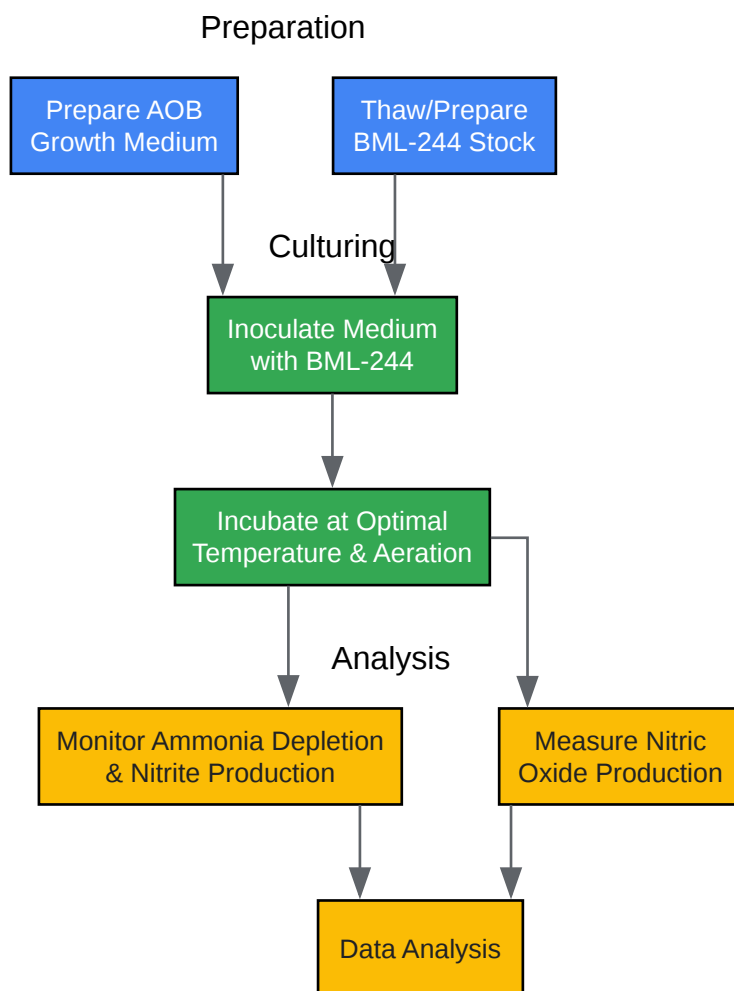 Preparation
Prepare AOB
Growth Medium
Thaw/Prepare
BML-244 Stock
Culturing
Inoculate Medium
with BML-244
Incubate at Optimal
Temperature & Aeration
Analysis
Monitor Ammonia Depletion
& Nitrite Production
Measure Nitric
Oxide Production
Data Analysis